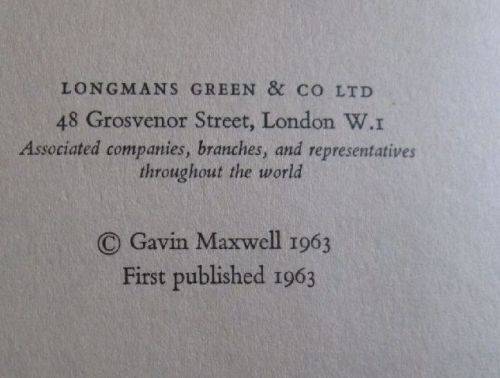 LONGMANS GREEN & CO LTD
48 Grosvenor Street, London W.1
Associated companies, branches, and representatives
throughout the world
© Gavin Maxwell 1963
First published 1963